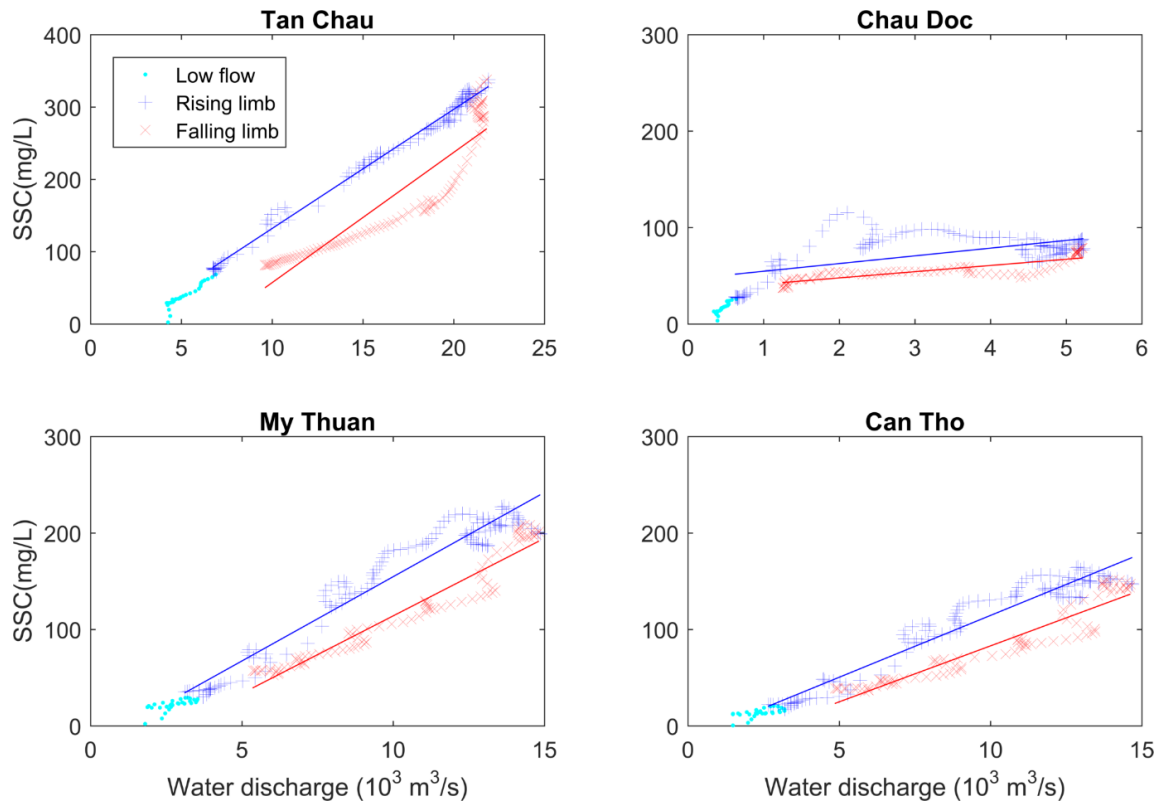 Tan Chau
Chau Doc
400
300
200
100
0
SSC(mg/L)
Low flow
Rising limb
Falling limb
0 5 10 15 20 25
300
200
100
0
0 1 2 3 4 5 6
My Thuan
Can Tho
300
200
100
0
SSC(mg/L)
0 5 10 15
Water discharge (10³ m³/s)
300
200
100
0
0 5 10 15
Water discharge (10³ m³/s)